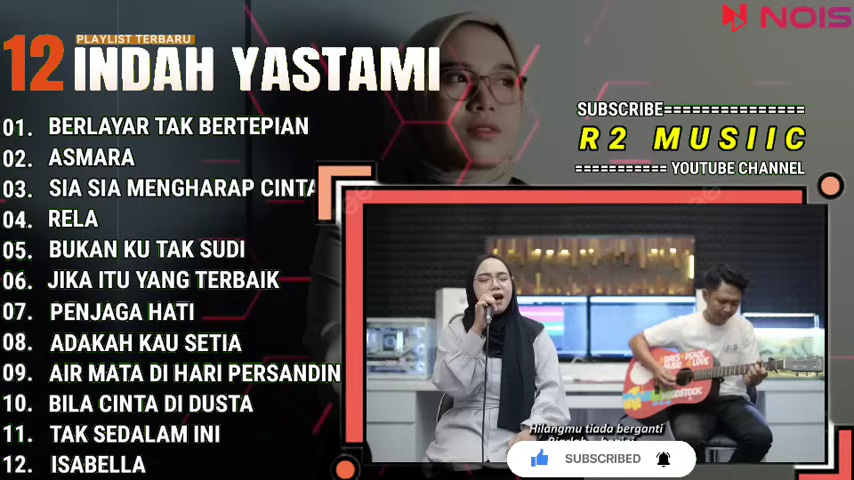 NOIS
PLAYLIST TERBARU
12 INDAH YASTAMI
01. BERLAYAR TAK BERTEPIAN
02. ASMARA
03. SIA SIA MENGHARAP CINTA
04. RELA
05. BUKAN KU TAK SUDI
06. JIKA ITU YANG TERBAIK
07. PENJAGA HATI
08. ADAKAH KAU SETIA
09. AIR MATA DI HARI PERSANDIN
10. BILA CINTA DI DUSTA
11. TAK SEDALAM INI
12. ISABELLA
SUBSCRIBE===============
R2 MUSIIC
=========== YOUTUBE CHANNEL
Hilangmu tiada berganti
SUBSCRIBED